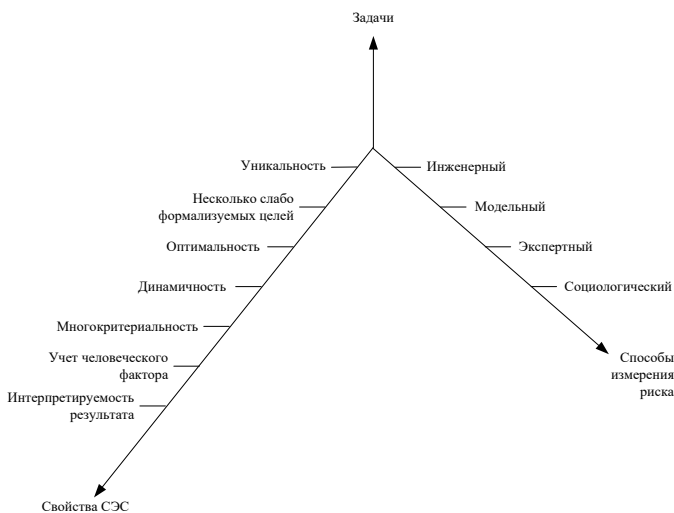 Задачи
Уникальность
Инженерный
Несколько слабо
формализуемых целей
Модельный
Оптимальность
Экспертный
Динамичность
Социологический
Многокритериальность
Учет человеческого
фактора
Способы
измерения
риска
Интерпретируемость
результата
Свойства СЭС